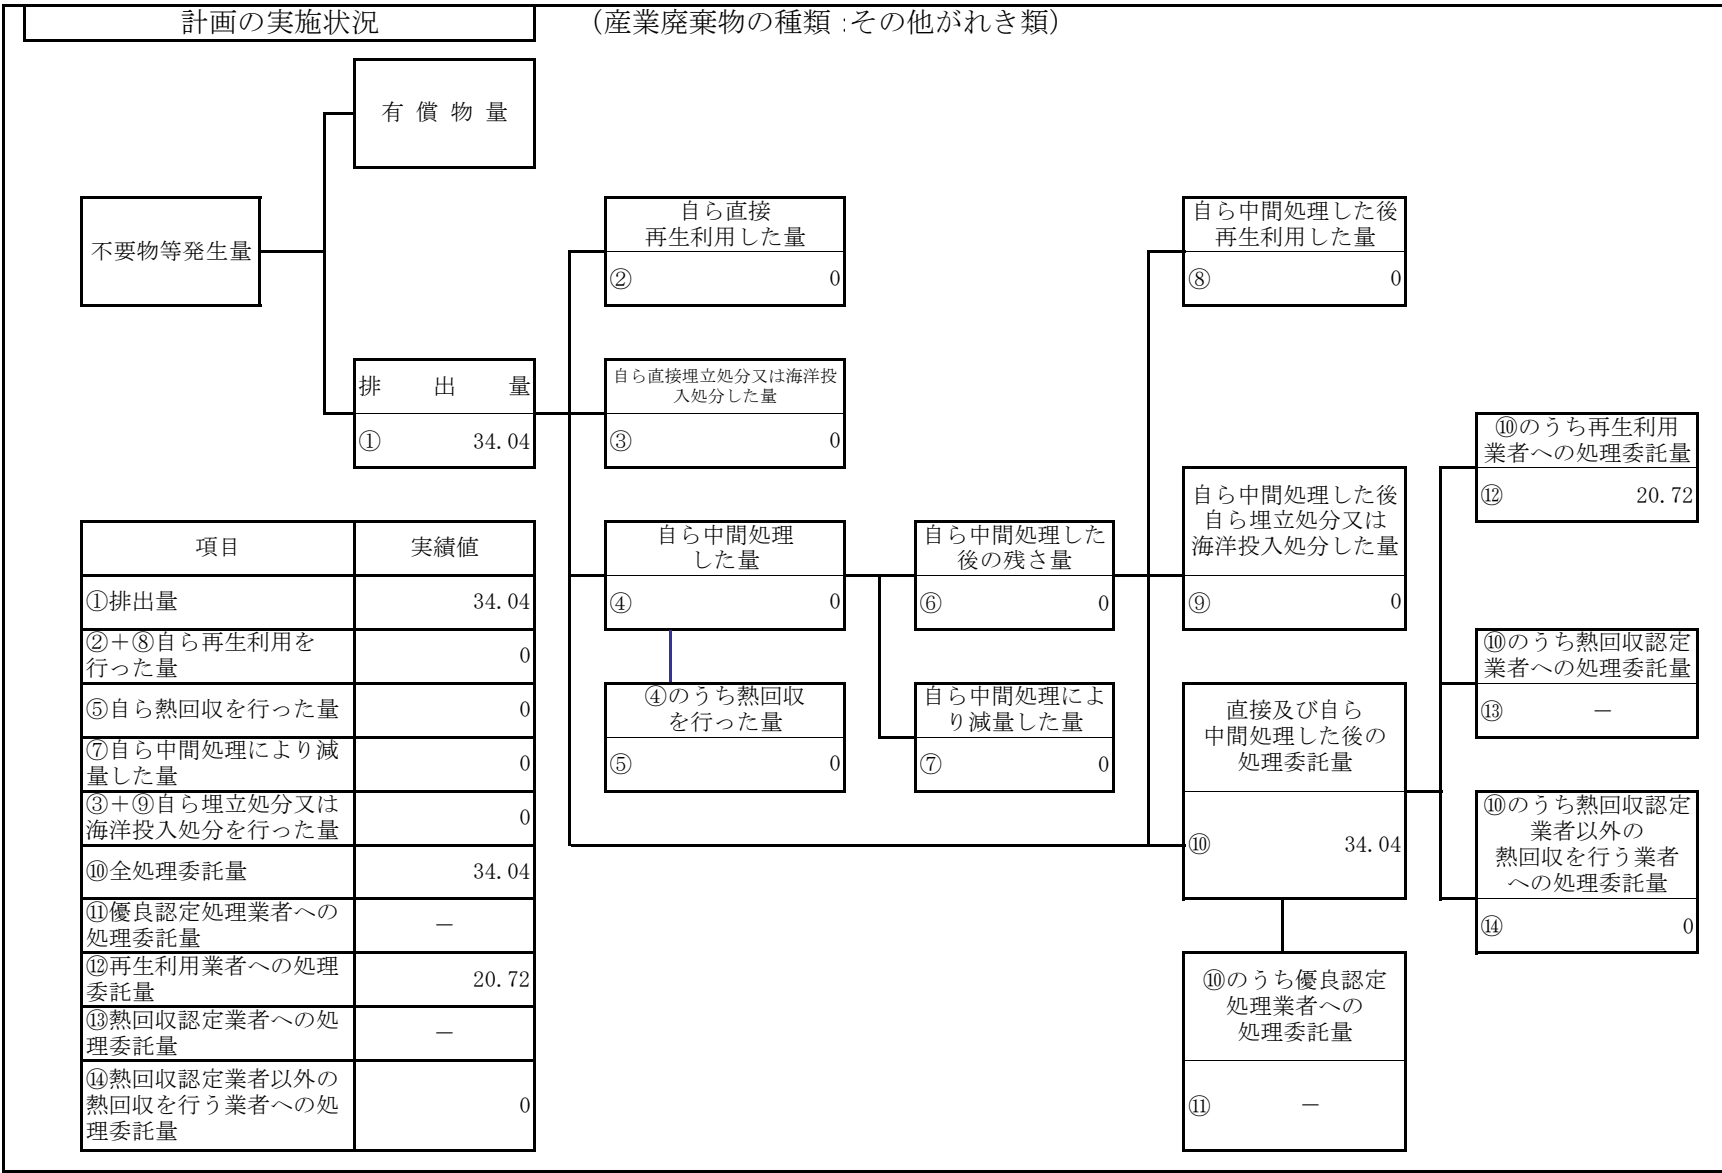 計画の実施状況
（産業廃棄物の種類：その他がれき類）
有 償 物 量
不要物等発生量
排 出 量
① 34.04
自ら直接
再生利用した量
② 0
自ら直接埋立処分又は海洋投
入処分した量
③ 0
自ら中間処理
した量
④ 0
④のうち熱回収
を行った量
⑤ 0
自ら中間処理した
後の残さ量
⑥ 0
自ら中間処理によ
り減量した量
⑦ 0
自ら中間処理した後
再生利用した量
⑧ 0
自ら中間処理した後
自ら埋立処分又は
海洋投入処分した量
⑨ 0
直接及び自ら
中間処理した後の
処理委託量
⑩ 34.04
⑩のうち優良認定
処理業者への
処理委託量
⑪ －
⑩のうち再生利用
業者への処理委託量
⑫ 20.72
⑩のうち熱回収認定
業者への処理委託量
⑬ －
⑩のうち熱回収認定
業者以外の
熱回収を行う業者
への処理委託量
⑭ 0
項目 実績値
①排出量 34.04
②＋⑧自ら再生利用を
行った量 0
⑤自ら熱回収を行った量 0
⑦自ら中間処理により減
量した量 0
③＋⑨自ら埋立処分又は
海洋投入処分を行った量 0
⑩全処理委託量 34.04
⑪優良認定処理業者への
処理委託量 －
⑫再生利用業者への処理
委託量 20.72
⑬熱回収認定業者への処
理委託量 －
⑭熱回収認定業者以外の
熱回収を行う業者への処
理委託量 0